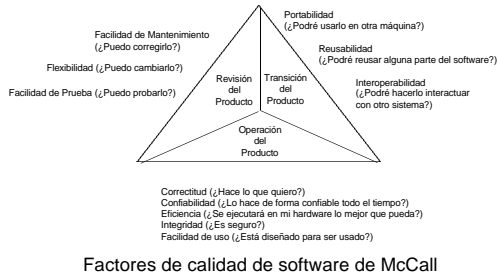 Facilidad de Mantenimiento
(¿Puedo corregirlo?)
Flexibilidad (¿Puedo cambiarlo?)
Facilidad de Prueba (¿Puedo probarlo?)
Portabilidad
(¿Podré usarlo en otra máquina?)
Reusabilidad
(¿Podré reusar alguna parte del software?)
Interoperabilidad
(¿Podré hacerlo interactuar
con otro sistema?)
Revisión
del
Producto
Transición
del
Producto
Operación
del
Producto
Correctitud (¿Hace lo que quiero?)
Confiabilidad (¿Lo hace de forma confiable todo el tiempo?)
Eficiencia (¿Se ejecutará en mi hardware lo mejor que pueda?)
Integridad (¿Es seguro?)
Facilidad de uso (¿Está diseñado para ser usado?)
Factores de calidad de software de McCall